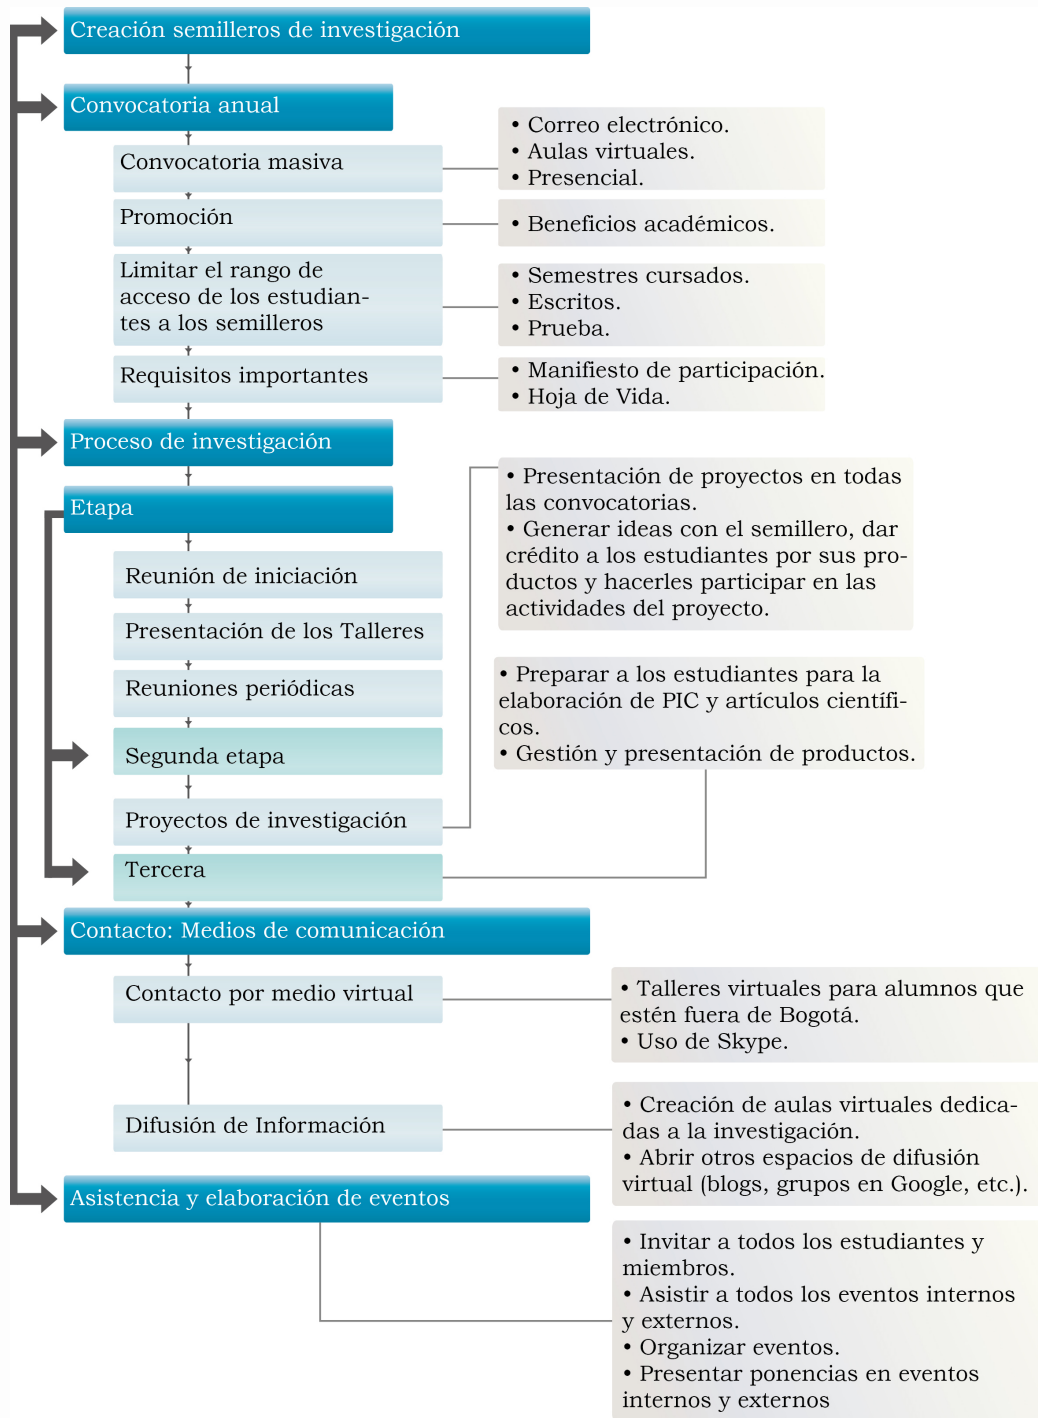 Creación semilleros de investigación
Convocatoria anual
Convocatoria masiva
• Correo electrónico.
• Aulas virtuales.
• Presencial.
Promoción
• Beneficios académicos.
Limitar el rango de
acceso de los estudian-
tes a los semilleros
• Semestres cursados.
• Escritos.
• Prueba.
Requisitos importantes
• Manifiesto de participación.
• Hoja de Vida.
Proceso de investigación
Etapa
Reunión de iniciación
Presentación de los Talleres
Reuniones periódicas
Segunda etapa
Proyectos de investigación
• Presentación de proyectos en todas
las convocatorias.
• Generar ideas con el semillero, dar
crédito a los estudiantes por sus pro-
ductos y hacerles participar en las
actividades del proyecto.
Tercera
• Preparar a los estudiantes para la
elaboración de PIC y artículos científi-
cos.
• Gestión y presentación de productos.
Contacto: Medios de comunicación
Contacto por medio virtual
• Talleres virtuales para alumnos que
estén fuera de Bogotá.
• Uso de Skype.
Difusión de Información
• Creación de aulas virtuales dedica-
das a la investigación.
• Abrir otros espacios de difusión
virtual (blogs, grupos en Google, etc.).
Asistencia y elaboración de eventos
• Invitar a todos los estudiantes y
miembros.
• Asistir a todos los eventos internos
y externos.
• Organizar eventos.
• Presentar ponencias en eventos
internos y externos